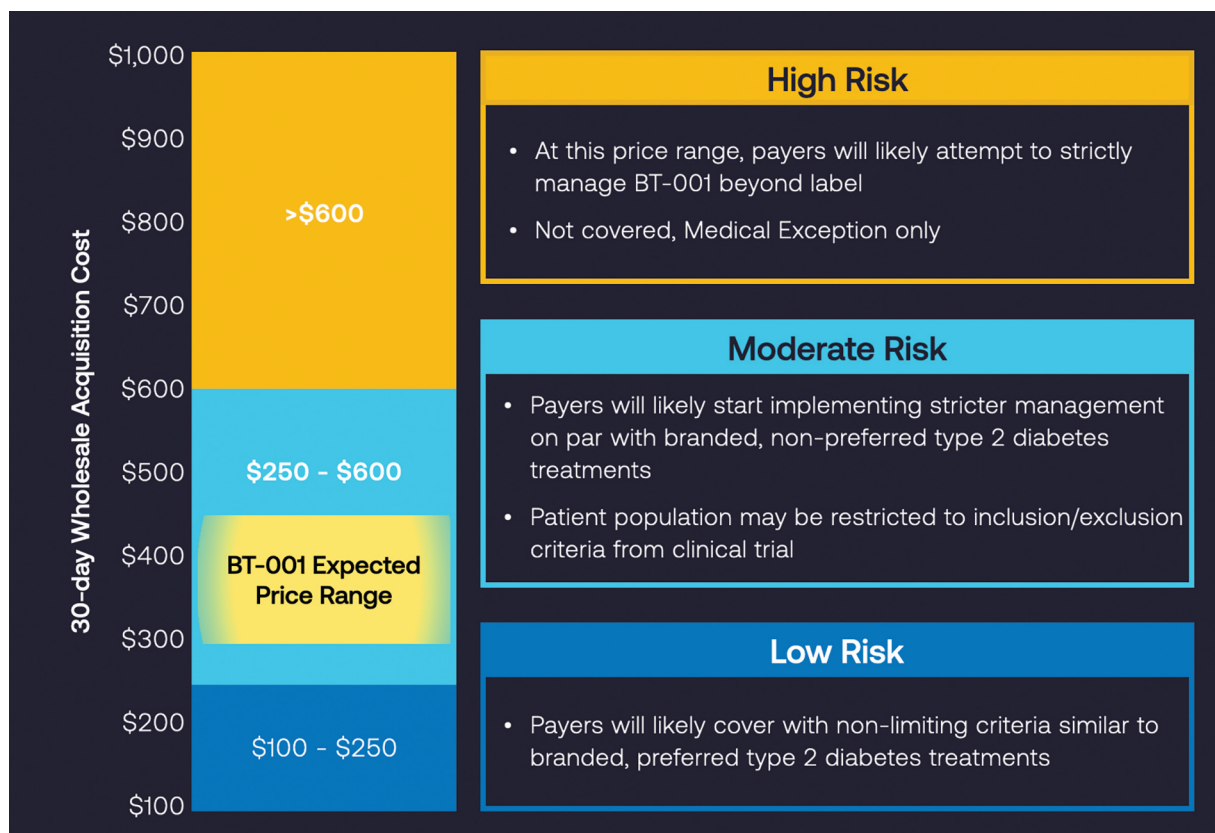 30-day Wholesale Acquisition Cost
$1,000
$900
$800
$700
$600
$500
$400
$300
$200
$100
>$600
$250 - $600
BT-001 Expected
Price Range
$100 - $250
High Risk
• At this price range, payers will likely attempt to strictly
manage BT-001 beyond label
• Not covered, Medical Exception only
Moderate Risk
• Payers will likely start implementing stricter management
on par with branded, non-preferred type 2 diabetes
treatments
• Patient population may be restricted to inclusion/exclusion
criteria from clinical trial
Low Risk
• Payers will likely cover with non-limiting criteria similar to
branded, preferred type 2 diabetes treatments